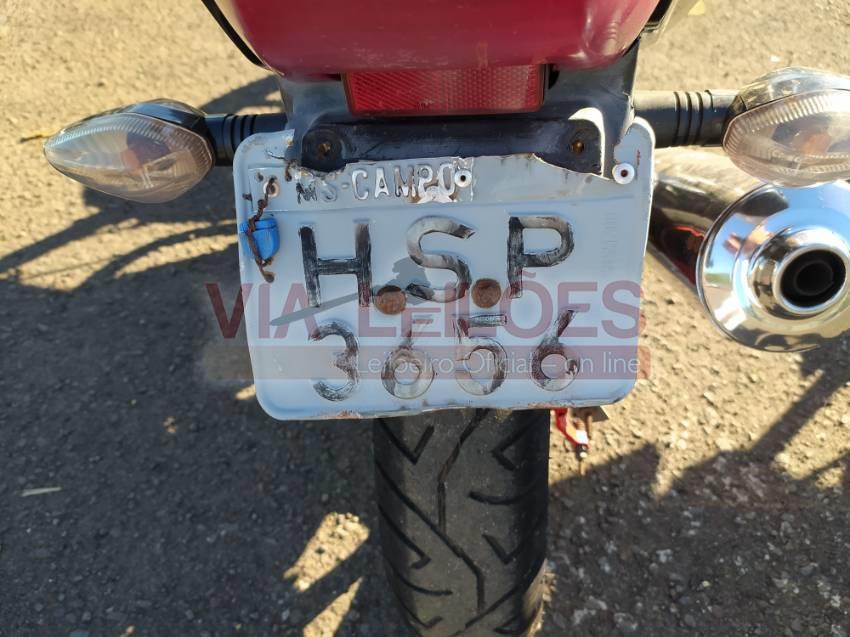 MS-CAMPO
HSP
3656
VIA LEILÕES
Leiloeiro Oficial – on line